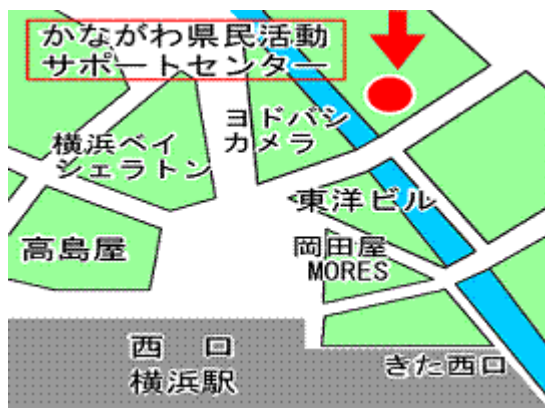 かながわ県民活動
サポートセンター
ヨドバシ
カメラ
横浜ベイ
シェラトン
東洋ビル
高島屋
岡田屋
MORES
西 口
横浜駅
きた西口